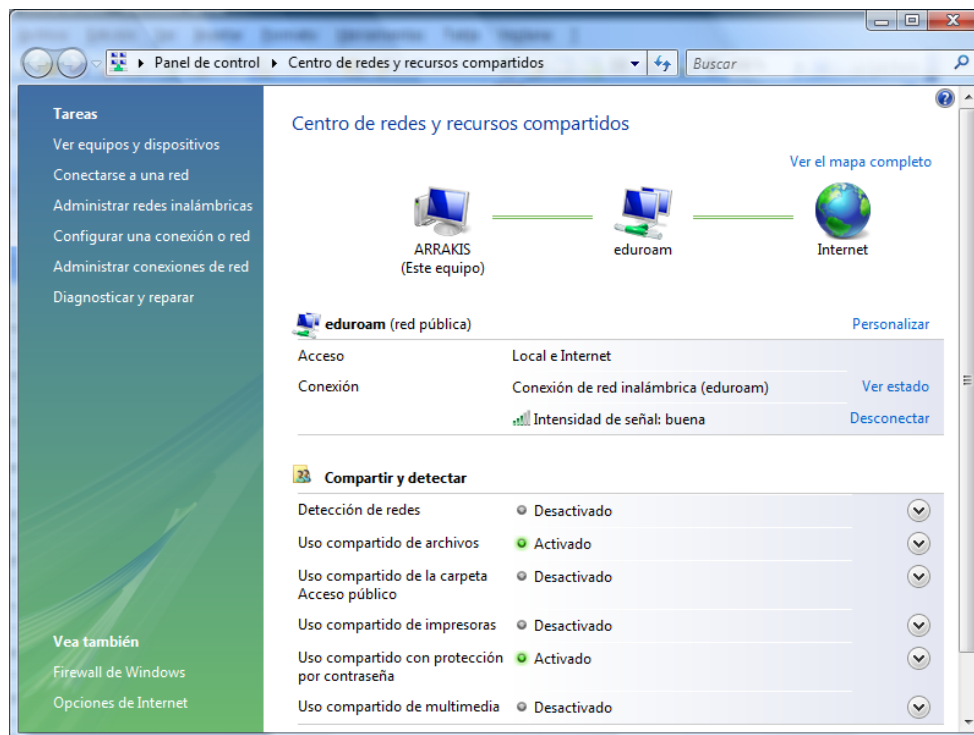 Panel de control ▸ Centro de redes y recursos compartidos
Buscar
Tareas
Ver equipos y dispositivos
Conectarse a una red
Administrar redes inalámbricas
Configurar una conexión o red
Administrar conexiones de red
Diagnosticar y reparar
Vea también
Firewall de Windows
Opciones de Internet
Centro de redes y recursos compartidos
Ver el mapa completo
ARRAKIS
(Este equipo)
eduroam
Internet
eduroam (red pública) Personalizar
Acceso Local e Internet
Conexión Conexión de red inalámbrica (eduroam) Ver estado
Intensidad de señal: buena Desconectar
Compartir y detectar
Detección de redes Desactivado
Uso compartido de archivos Activado
Uso compartido de la carpeta Desactivado
Acceso público
Uso compartido de impresoras Desactivado
Uso compartido con protección Activado
por contraseña
Uso compartido de multimedia Desactivado